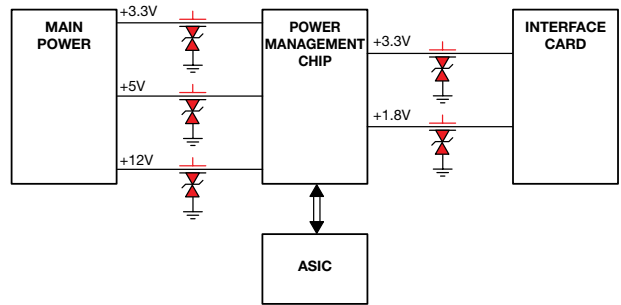 MAIN
POWER
+3.3V
+5V
+12V
POWER
MANAGEMENT
CHIP
+3.3V
+1.8V
INTERFACE
CARD
ASIC